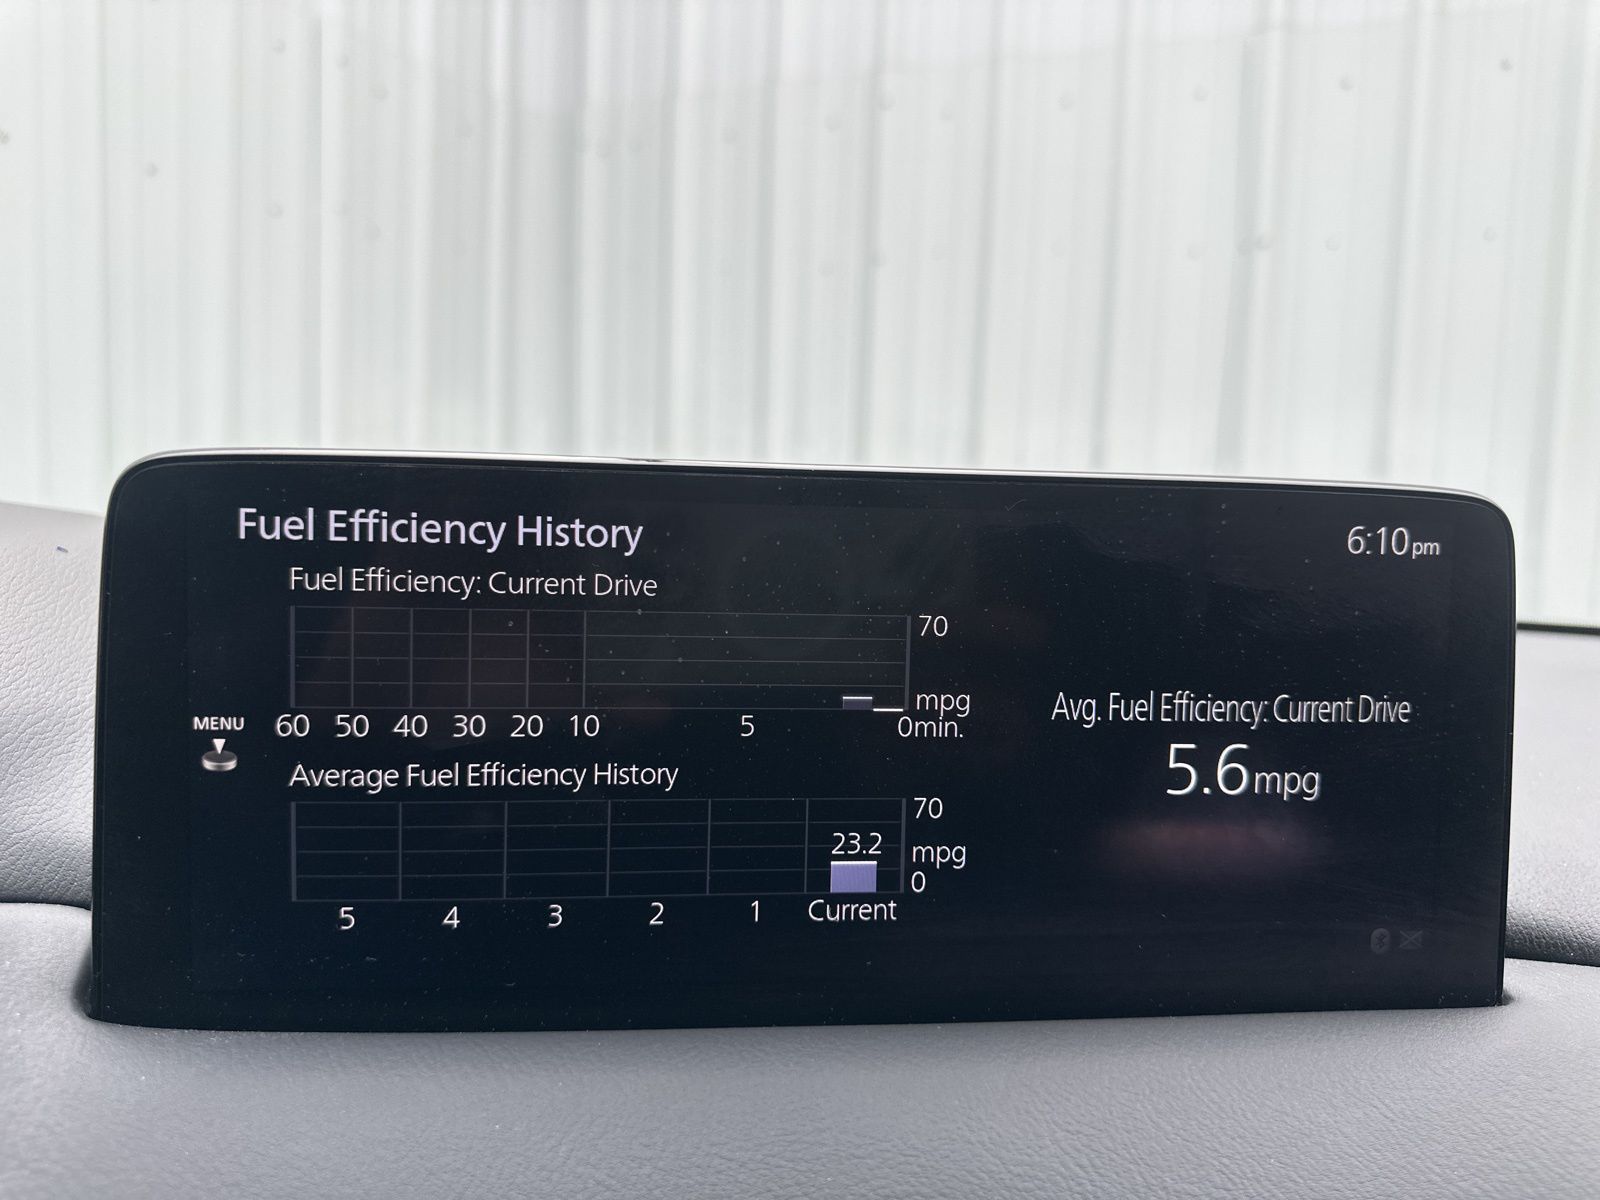 Fuel Efficiency History
6:10pm
Fuel Efficiency: Current Drive
70
mpg
60 50 40 30 20 10 5 0min.
MENU
Avg. Fuel Efficiency: Current Drive
5.6mpg
Average Fuel Efficiency History
70
23.2
mpg
0
5 4 3 2 1 Current